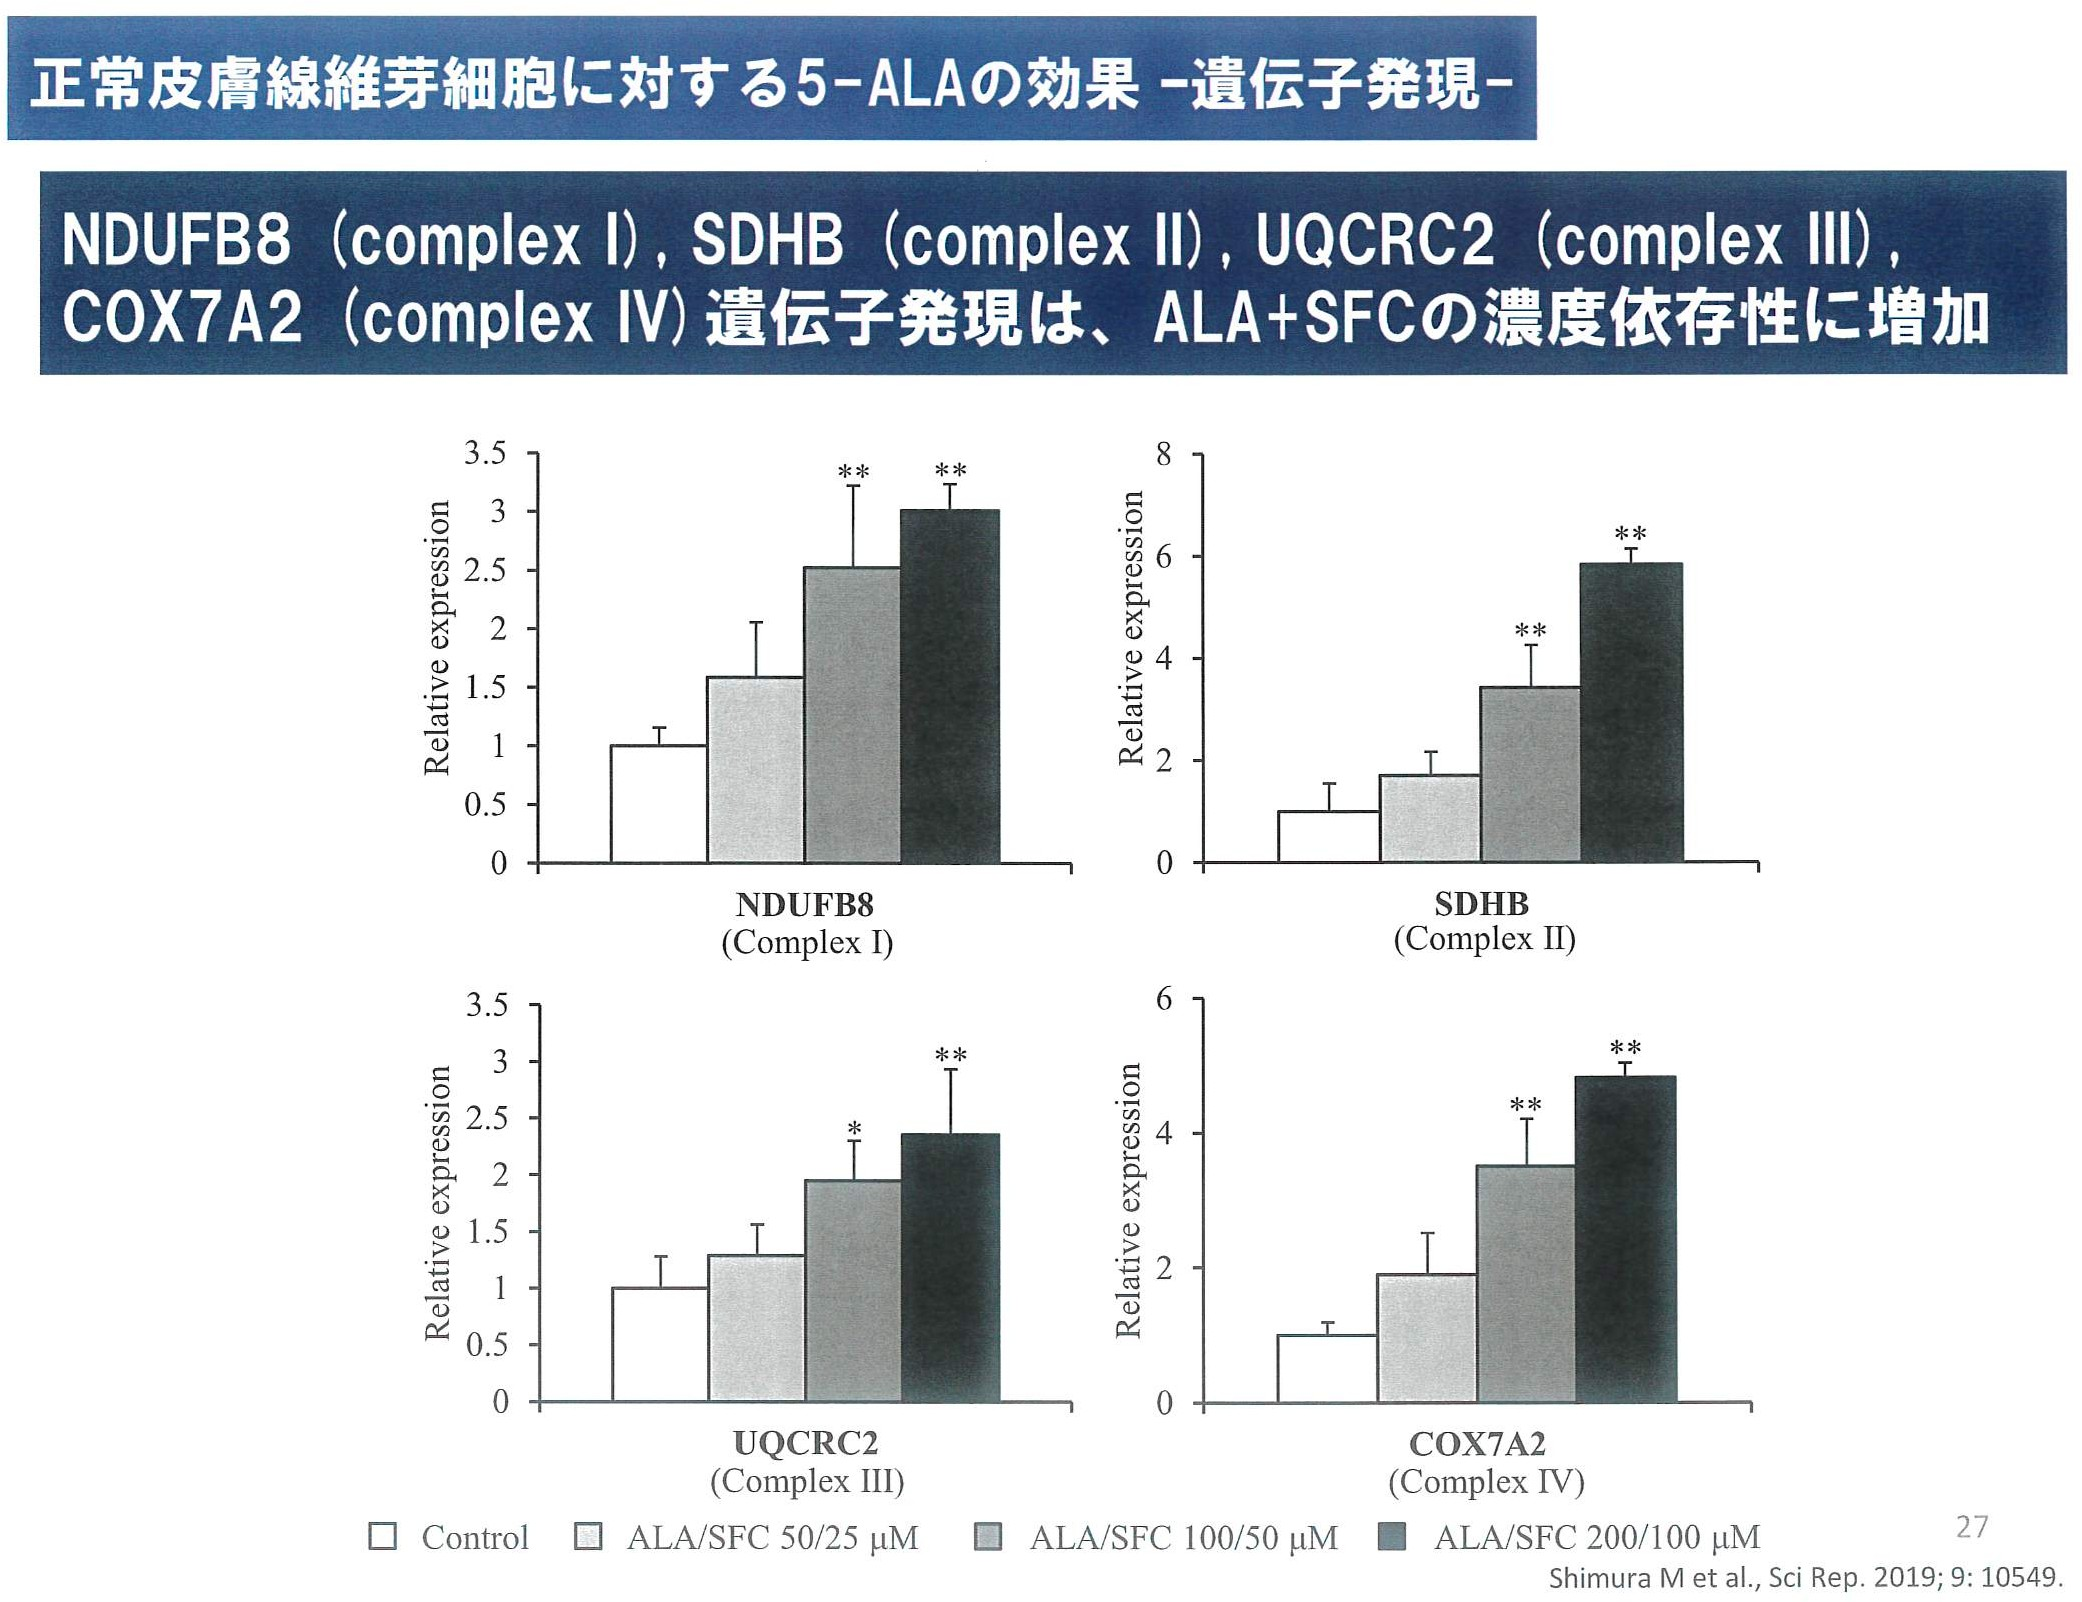 正常皮膚線維芽細胞に対する5-ALAの効果 -遺伝子発現-
NDUFB8 (complex I), SDHB (complex II), UQCRC2 (complex III),
COX7A2 (complex IV) 遺伝子発現は、ALA+SFCの濃度依存性に増加
Relative expression
3.5
3
2.5
2
1.5
1
0.5
0
** **
NDUFB8
(Complex I)
Relative expression
8
6
4
2
0
**
**
SDHB
(Complex II)
Relative expression
3.5
3
2.5
2
1.5
1
0.5
0
*
**
UQCRC2
(Complex III)
Relative expression
6
4
2
0
**
**
COX7A2
(Complex IV)
Control ALA/SFC 50/25 μM ALA/SFC 100/50 μM ALA/SFC 200/100 μM
27
Shimura M et al., Sci Rep. 2019; 9: 10549.